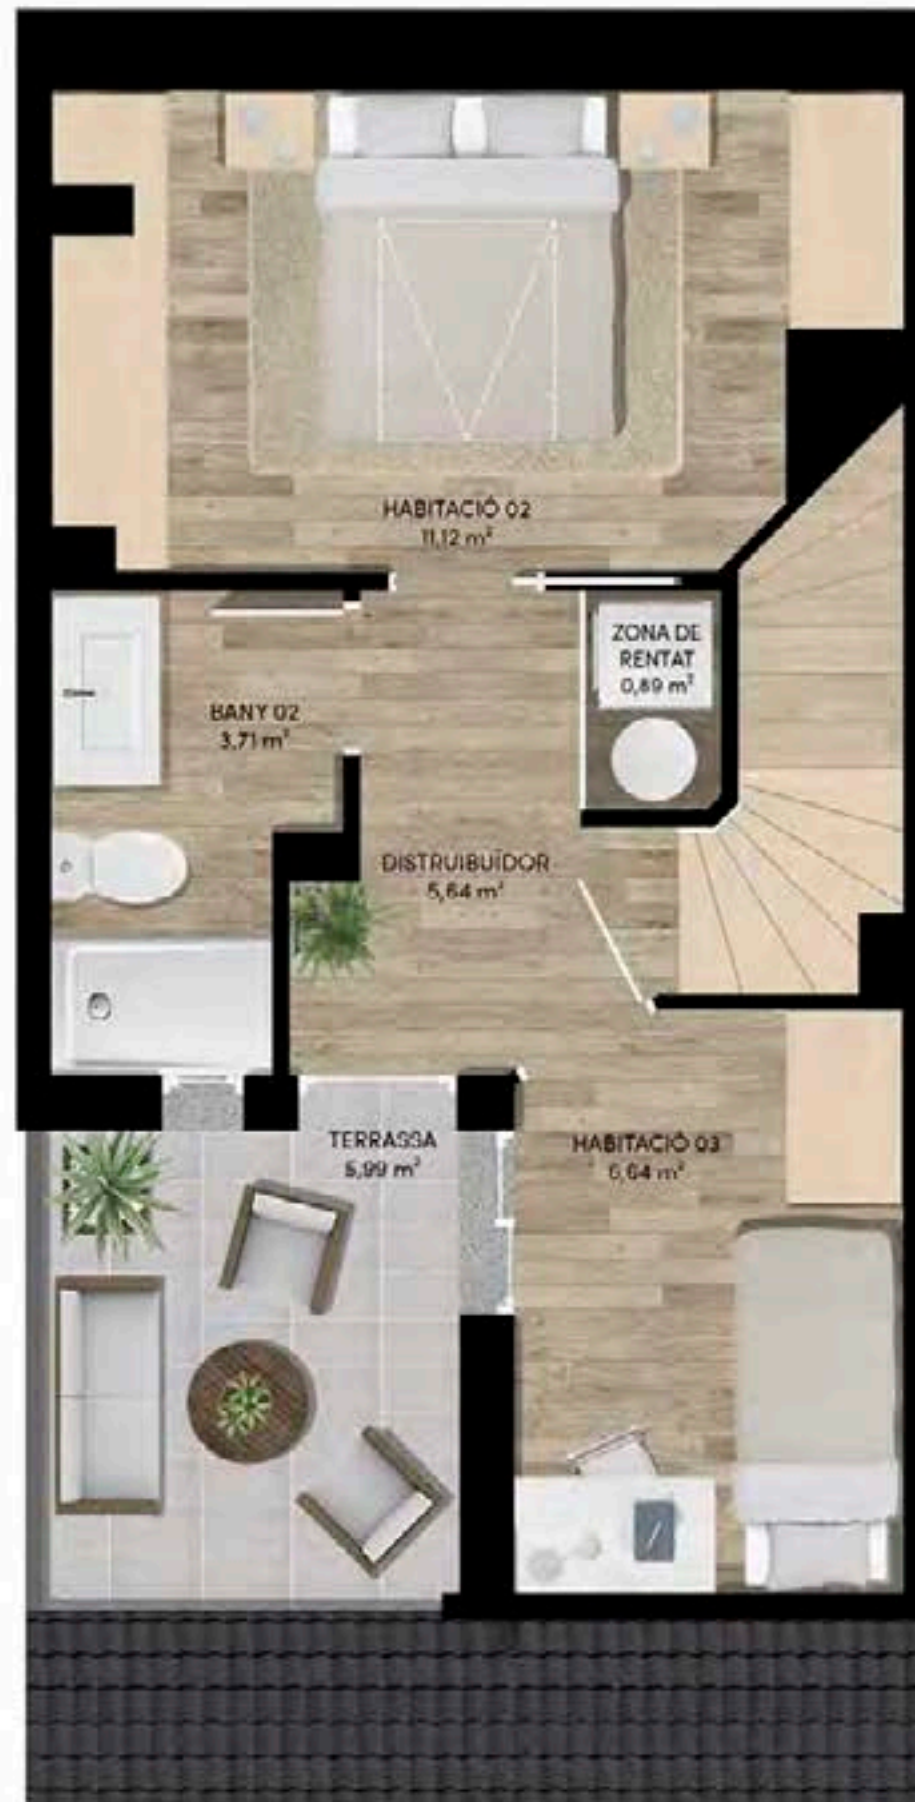 HABITACIÓ 02
11,12 m²
ZONA DE
RENTAT
0,89 m²
BANY 02
3,71 m²
DISTRUIBUÏDOR
5,64 m²
TERRASSA
5,99 m²
HABITACIÓ 03
6,64 m²